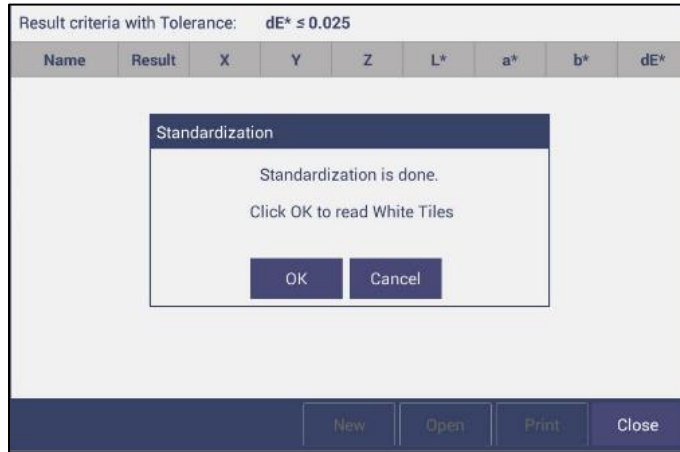 Result criteria with Tolerance: dE* ≤ 0.025
Name Result X Y Z L* a* b* dE*
Standardization
Standardization is done.
Click OK to read White Tiles
OK Cancel
New Open Print Close